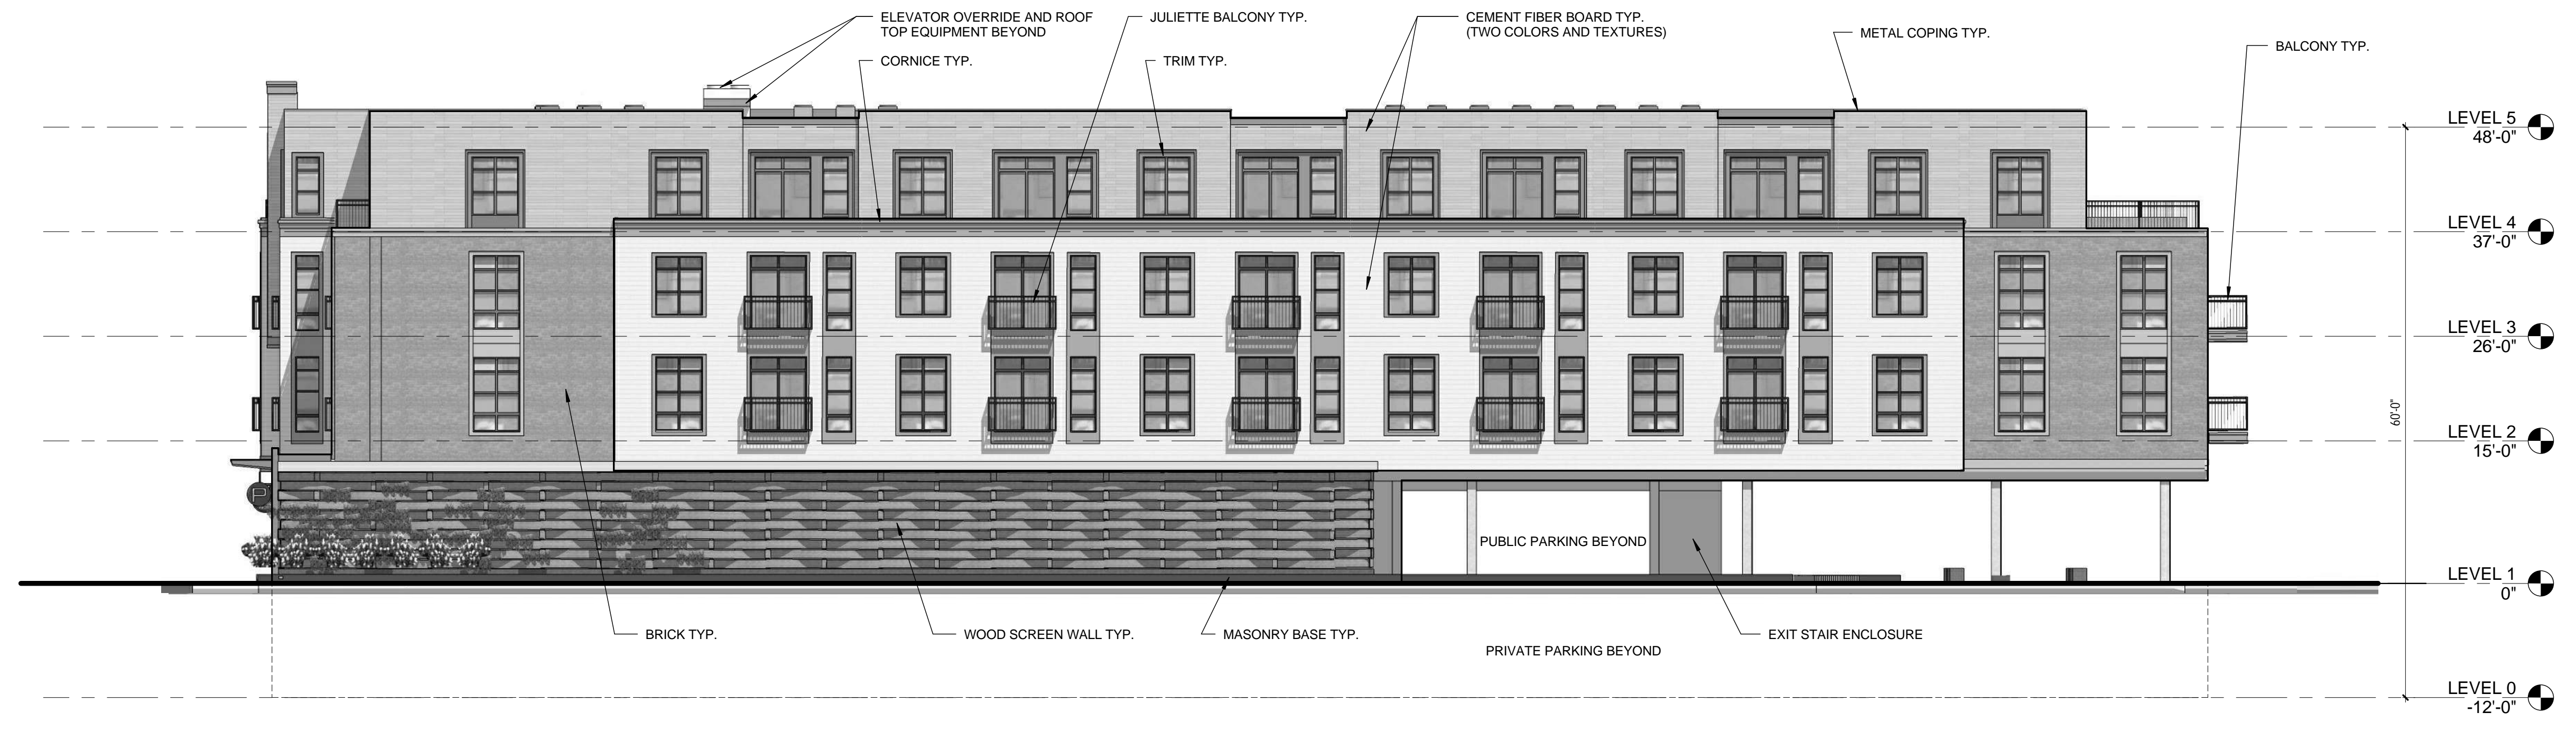 ELEVATOR OVERRIDE AND ROOF
TOP EQUIPMENT BEYOND
JULIETTE BALCONY TYP.
CEMENT FIBER BOARD TYP.
(TWO COLORS AND TEXTURES)
METAL COPING TYP.
BALCONY TYP.
CORNICE TYP.
TRIM TYP.
LEVEL 5
48'-0"
LEVEL 4
37'-0"
LEVEL 3
26'-0"
60'-0"
LEVEL 2
15'-0"
P
PUBLIC PARKING BEYOND
LEVEL 1
0"
BRICK TYP.
WOOD SCREEN WALL TYP.
MASONRY BASE TYP.
EXIT STAIR ENCLOSURE
PRIVATE PARKING BEYOND
LEVEL 0
-12'-0"